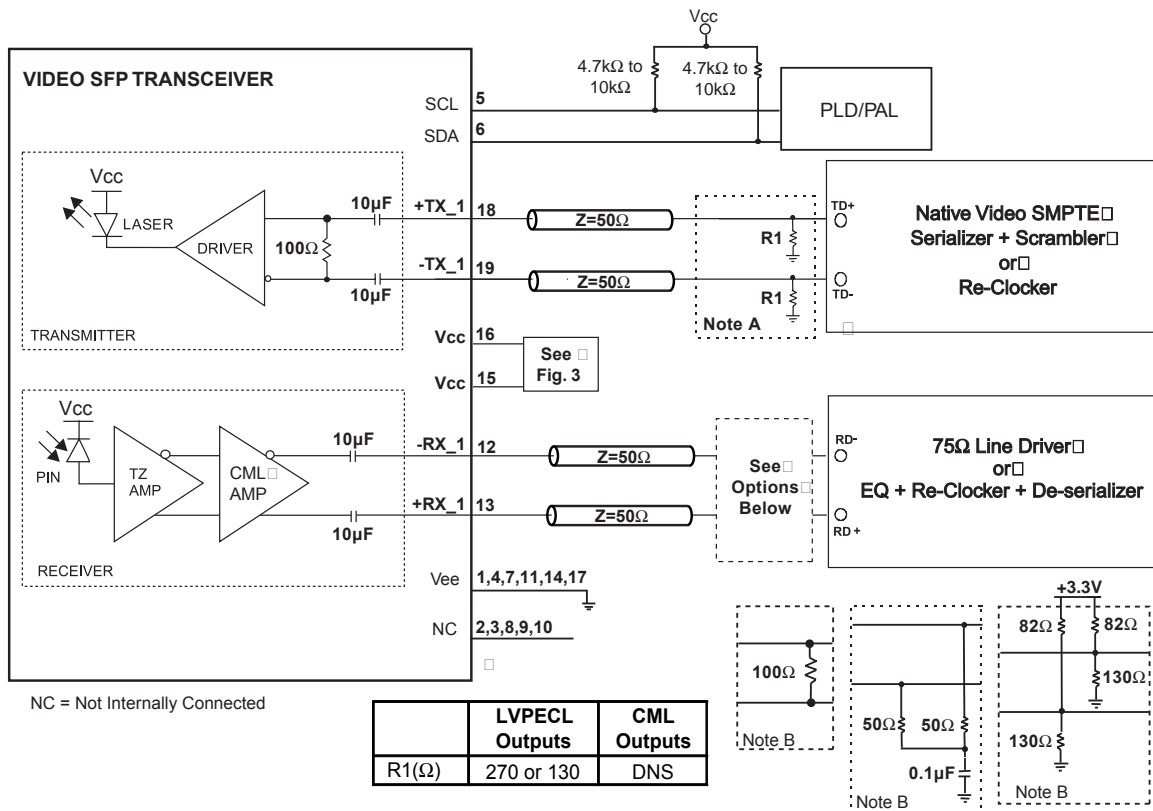 Vcc
VIDEO SFP TRANSCEIVER
4.7kΩ to
10kΩ
4.7kΩ to
10kΩ
SCL
5
SDA
6
PLD/PAL
Vcc
LASER
DRIVER
100Ω
10µF
10µF
+TX_1
18
-TX_1
19
Z=50Ω
Z=50Ω
R1
R1
Note A
TD+
TD-
Native Video SMPTE
Serializer + Scrambler
or
Re-Clocker
TRANSMITTER
Vcc
16
Vcc
15
See
Fig. 3
Vcc
PIN
TZ
AMP
CML
AMP
10µF
10µF
-RX_1
12
+RX_1
13
Z=50Ω
Z=50Ω
See
Options
Below
RD-
RD+
75Ω Line Driver
or
EQ + Re-Clocker + De-serializer
RECEIVER
Vee
1,4,7,11,14,17
NC
2,3,8,9,10
NC = Not Internally Connected
LVPECL
Outputs
CML
Outputs
R1(Ω)
270 or 130
DNS
100Ω
Note B
50Ω
50Ω
0.1µF
Note B
+3.3V
82Ω
82Ω
130Ω
130Ω
Note B